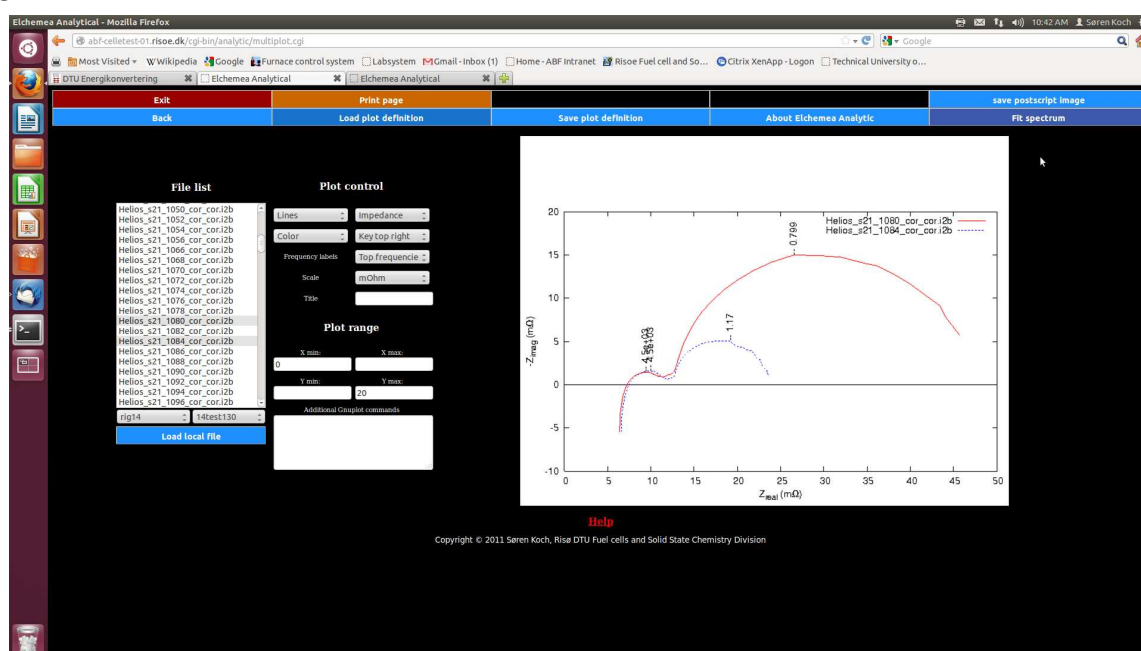 Elchemea Analytical - Mozilla Firefox
10:42 AM Søren Koch
abf-celletest-01.risoe.dk/cgi-bin/analytic/multiplot.cgi
Google
Most Visited Wikipedia Google Furnace control system Labsystem Gmail - Inbox (1) Home - ABF Intranet Risoe Fuel cell and So... Citrix XenApp - Logon Technical University o...
DTU Energikonvertering Elchemea Analytical Elchemea Analytical
Exit Print page save postscript image
Back Load plot definition Save plot definition About Elchemea Analytic Fit spectrum
File list
Helios_s21_1050_cor_cor.i2b
Helios_s21_1052_cor_cor.i2b
Helios_s21_1054_cor_cor.i2b
Helios_s21_1056_cor_cor.i2b
Helios_s21_1066_cor_cor.i2b
Helios_s21_1068_cor_cor.i2b
Helios_s21_1070_cor_cor.i2b
Helios_s21_1072_cor_cor.i2b
Helios_s21_1074_cor_cor.i2b
Helios_s21_1076_cor_cor.i2b
Helios_s21_1078_cor_cor.i2b
Helios_s21_1080_cor_cor.i2b
Helios_s21_1082_cor_cor.i2b
Helios_s21_1084_cor_cor.i2b
Helios_s21_1086_cor_cor.i2b
Helios_s21_1088_cor_cor.i2b
Helios_s21_1090_cor_cor.i2b
Helios_s21_1092_cor_cor.i2b
Helios_s21_1094_cor_cor.i2b
Helios_s21_1096_cor_cor.i2b
rig14 14test130
Load local file
Plot control
Lines Impedance
Color Key top right
Frequency labels Top frequencie
Scale mOhm
Title
Plot range
X min: X max:
0
Y min: Y max:
20
Additional Gnuplot commands
Helios_s21_1080_cor_cor.i2b
Helios_s21_1084_cor_cor.i2b
20
15
10
5
0
-5
-10
-Zimag (mΩ)
4.5e+03
4.5e+03
0.799
1.17
0 5 10 15 20 25 30 35 40 45 50
Zreal (mΩ)
Help
Copyright © 2011 Søren Koch, Risø DTU Fuel cells and Solid State Chemistry Division